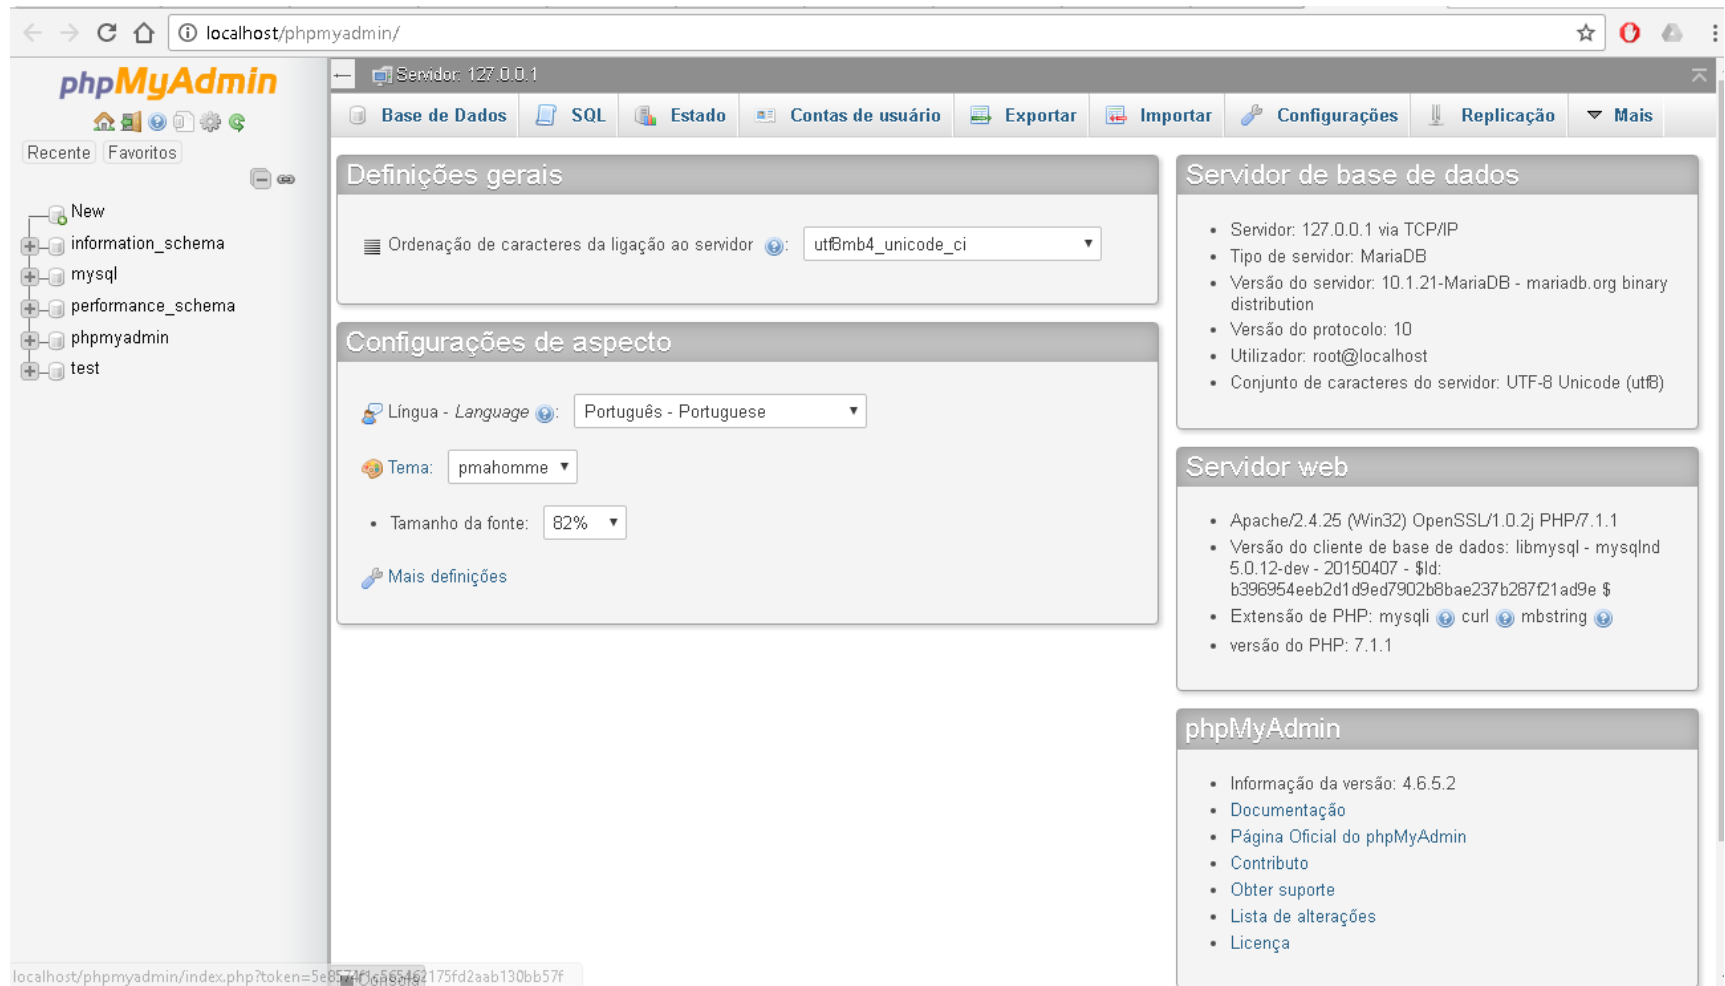 localhost/phpmyadmin/
phpMyAdmin
Recente Favoritos
New
information_schema
mysql
performance_schema
phpmyadmin
test
Servidor: 127.0.0.1
Base de Dados SQL Estado Contas de usuário Exportar Importar Configurações Replicação Mais
Definições gerais
Ordenação de caracteres da ligação ao servidor : utf8mb4_unicode_ci
Configurações de aspecto
Língua - Language : Português - Portuguese
Tema: pmahomme
Tamanho da fonte: 82%
Mais definições
Servidor de base de dados
Servidor: 127.0.0.1 via TCP/IP
Tipo de servidor: MariaDB
Versão do servidor: 10.1.21-MariaDB - mariadb.org binary
distribution
Versão do protocolo: 10
Utilizador: root@localhost
Conjunto de caracteres do servidor: UTF-8 Unicode (utf8)
Servidor web
Apache/2.4.25 (Win32) OpenSSL/1.0.2j PHP/7.1.1
Versão do cliente de base de dados: libmysql - mysqlnd
5.0.12-dev - 20150407 - $Id:
b396954eeb2d1d9ed7902b8bae237b287f21ad9e $
Extensão de PHP: mysqli curl mbstring
versão do PHP: 7.1.1
phpMyAdmin
Informação da versão: 4.6.5.2
Documentação
Página Oficial do phpMyAdmin
Contributo
Obter suporte
Lista de alterações
Licença
Consola